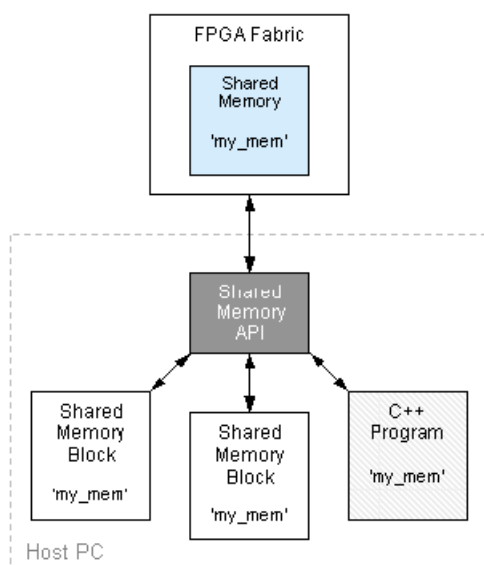 FPGA Fabric
Shared
Memory
'my_mem'
Shared
Memory
API
Shared
Memory
Block
'my_mem'
Shared
Memory
Block
'my_mem'
C++
Program
'my_mem'
Host PC